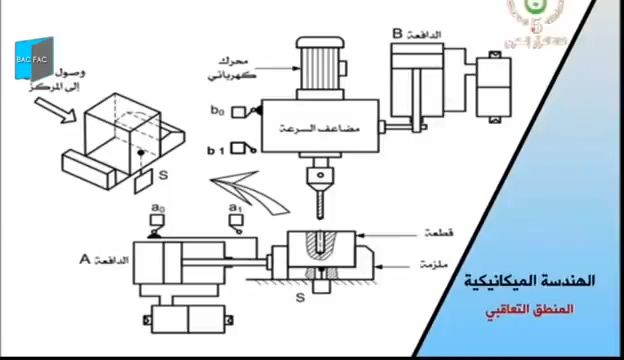 BAC.FAC
وصول
إلى المركز
S
محرك
كهربائي
B الدافعة
b0
مضاعف السرعة
b 1
a0
a1
قطعة
ملزمة
A الدافعة
S
الهندسة الميكانيكية
المنطق التعاقبي